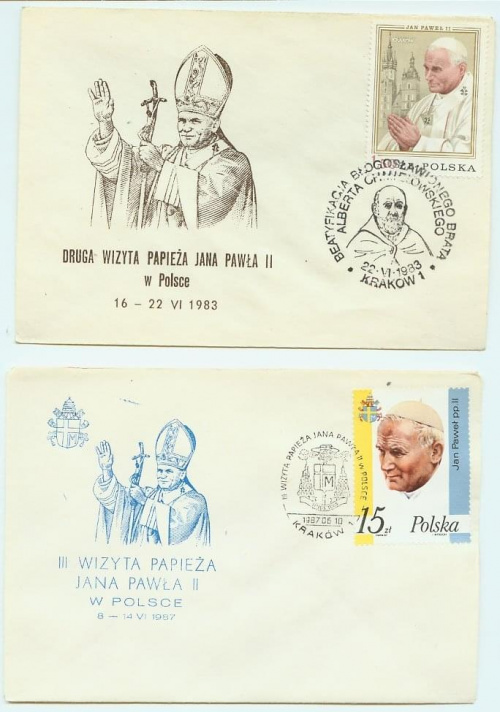 JAN PAWEŁ II
POLSKA
BEATYFIKACJA BŁOGOSŁAWIONEGO BRATA
ALBERTA CHMIELOWSKIEGO
22-VI-1983
KRAKÓW 1
DRUGA WIZYTA PAPIEŻA JANA PAWŁA II
w Polsce
16 - 22 VI 1983
Jan Paweł pp. II
15 zł Polska
III WIZYTA PAPIEŻA JANA PAWŁA II W POLSCE
1987 06 10
KRAKÓW
III WIZYTA PAPIEŻA
JANA PAWŁA II
W POLSCE
8 - 14 VI 1987